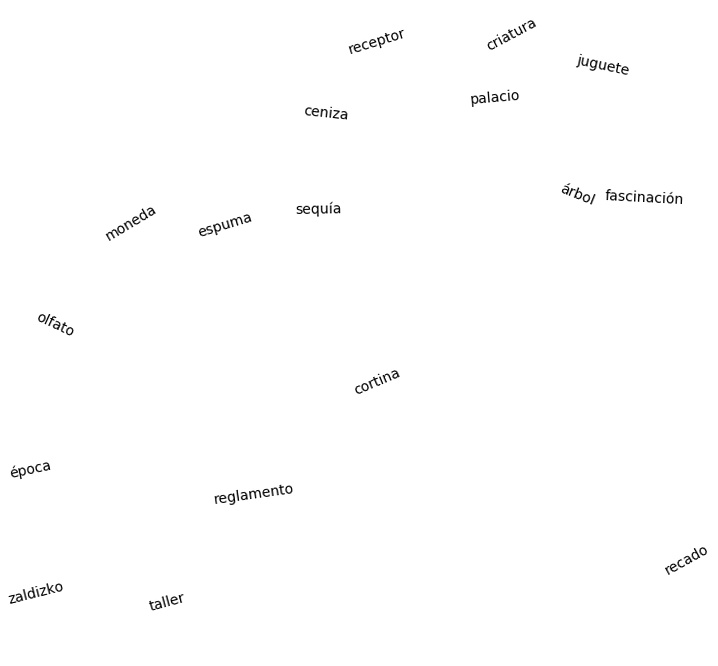 criatura
receptor
juguete
palacio
ceniza
árbol
fascinación
sequía
moneda
espuma
olfato
cortina
época
reglamento
recado
zaldizko
taller